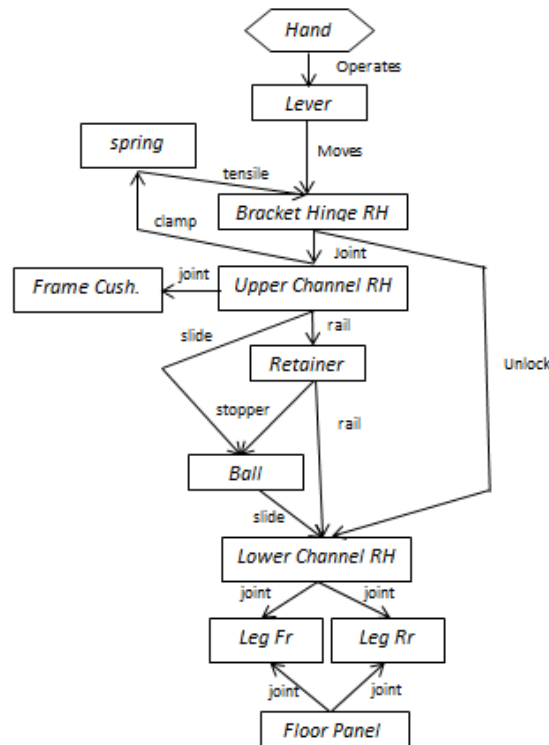 Hand
Operates
Lever
spring
Moves
tensile
Bracket Hinge RH
clamp
Joint
joint
Frame Cush.
Upper Channel RH
slide
rail
Retainer
Unlock
stopper
rail
Ball
slide
Lower Channel RH
joint
joint
Leg Fr
Leg Rr
joint
joint
Floor Panel